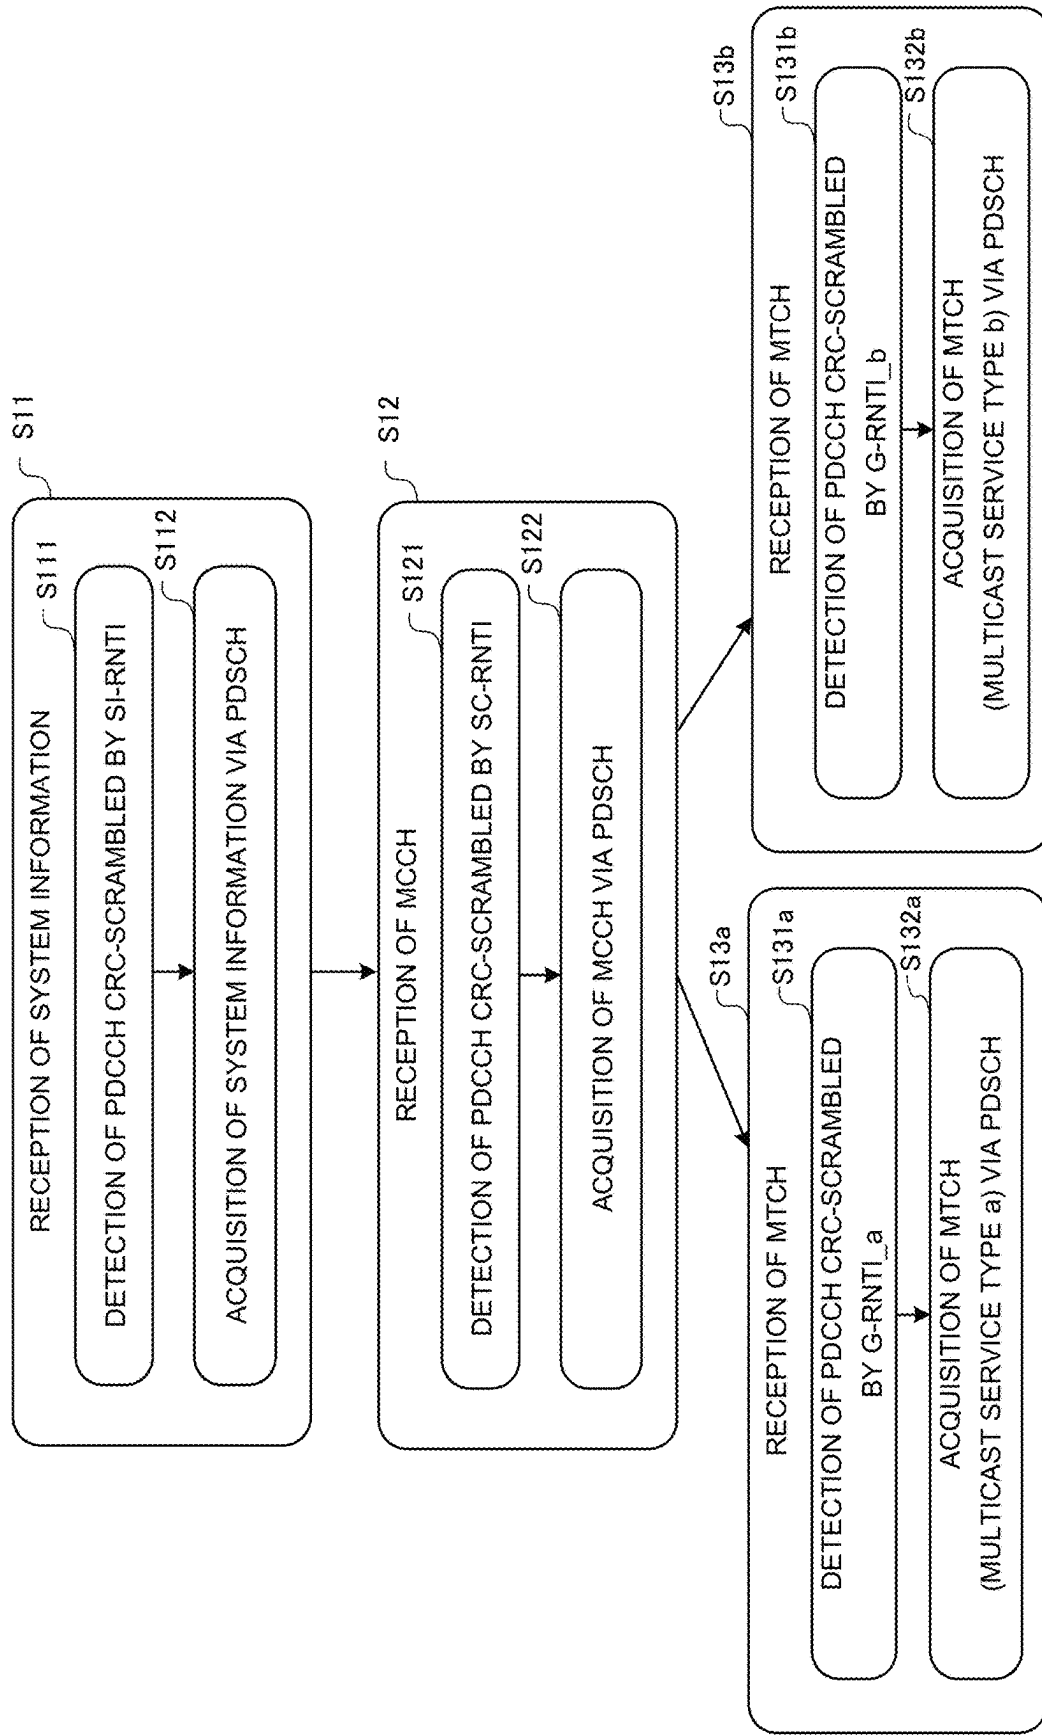 S11
RECEPTION OF SYSTEM INFORMATION
S111
DETECTION OF PDCCH CRC-SCRAMBLED BY SI-RNTI
S112
ACQUISITION OF SYSTEM INFORMATION VIA PDSCH
S12
RECEPTION OF MCCH
S121
DETECTION OF PDCCH CRC-SCRAMBLED BY SC-RNTI
S122
ACQUISITION OF MCCH VIA PDSCH
S13a
RECEPTION OF MTCH
S131a
DETECTION OF PDCCH CRC-SCRAMBLED
BY G-RNTI_a
S132a
ACQUISITION OF MTCH
(MULTICAST SERVICE TYPE a) VIA PDSCH
S13b
RECEPTION OF MTCH
S131b
DETECTION OF PDCCH CRC-SCRAMBLED
BY G-RNTI_b
S132b
ACQUISITION OF MTCH
(MULTICAST SERVICE TYPE b) VIA PDSCH